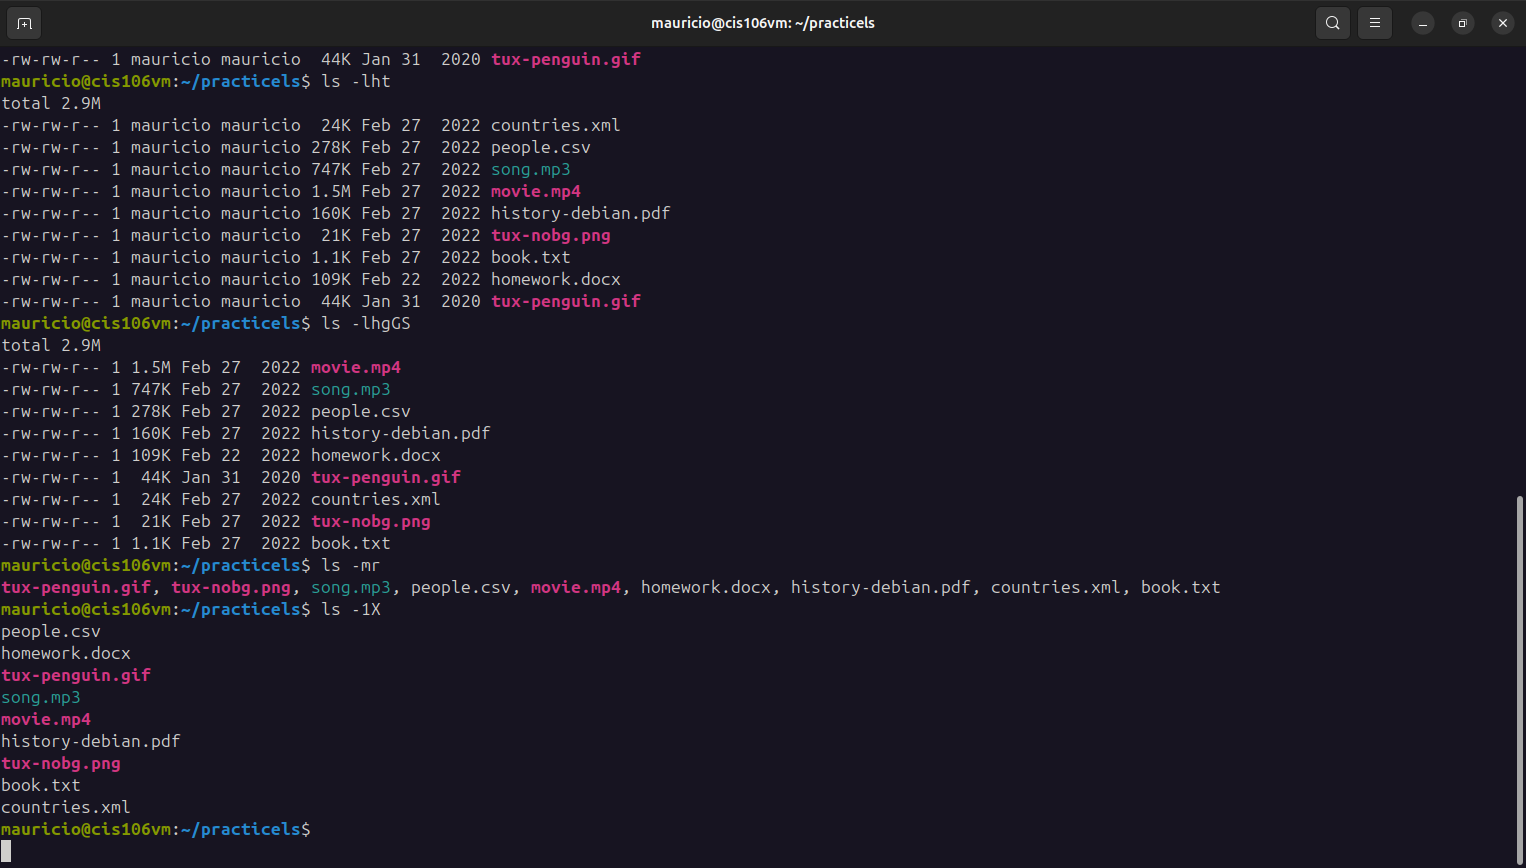 mauricio@cis106vm: ~/practicels
-rw-rw-r-- 1 mauricio mauricio  44K Jan 31  2020 tux-penguin.gif
mauricio@cis106vm:~/practicels$ ls -lht
total 2.9M
-rw-rw-r-- 1 mauricio mauricio  24K Feb 27  2022 countries.xml
-rw-rw-r-- 1 mauricio mauricio 278K Feb 27  2022 people.csv
-rw-rw-r-- 1 mauricio mauricio 747K Feb 27  2022 song.mp3
-rw-rw-r-- 1 mauricio mauricio 1.5M Feb 27  2022 movie.mp4
-rw-rw-r-- 1 mauricio mauricio 160K Feb 27  2022 history-debian.pdf
-rw-rw-r-- 1 mauricio mauricio  21K Feb 27  2022 tux-nobg.png
-rw-rw-r-- 1 mauricio mauricio 1.1K Feb 27  2022 book.txt
-rw-rw-r-- 1 mauricio mauricio 109K Feb 22  2022 homework.docx
-rw-rw-r-- 1 mauricio mauricio  44K Jan 31  2020 tux-penguin.gif
mauricio@cis106vm:~/practicels$ ls -lhgGS
total 2.9M
-rw-rw-r-- 1 1.5M Feb 27  2022 movie.mp4
-rw-rw-r-- 1 747K Feb 27  2022 song.mp3
-rw-rw-r-- 1 278K Feb 27  2022 people.csv
-rw-rw-r-- 1 160K Feb 27  2022 history-debian.pdf
-rw-rw-r-- 1 109K Feb 22  2022 homework.docx
-rw-rw-r-- 1  44K Jan 31  2020 tux-penguin.gif
-rw-rw-r-- 1  24K Feb 27  2022 countries.xml
-rw-rw-r-- 1  21K Feb 27  2022 tux-nobg.png
-rw-rw-r-- 1 1.1K Feb 27  2022 book.txt
mauricio@cis106vm:~/practicels$ ls -mr
tux-penguin.gif, tux-nobg.png, song.mp3, people.csv, movie.mp4, homework.docx, history-debian.pdf, countries.xml, book.txt
mauricio@cis106vm:~/practicels$ ls -1X
people.csv
homework.docx
tux-penguin.gif
song.mp3
movie.mp4
history-debian.pdf
tux-nobg.png
book.txt
countries.xml
mauricio@cis106vm:~/practicels$